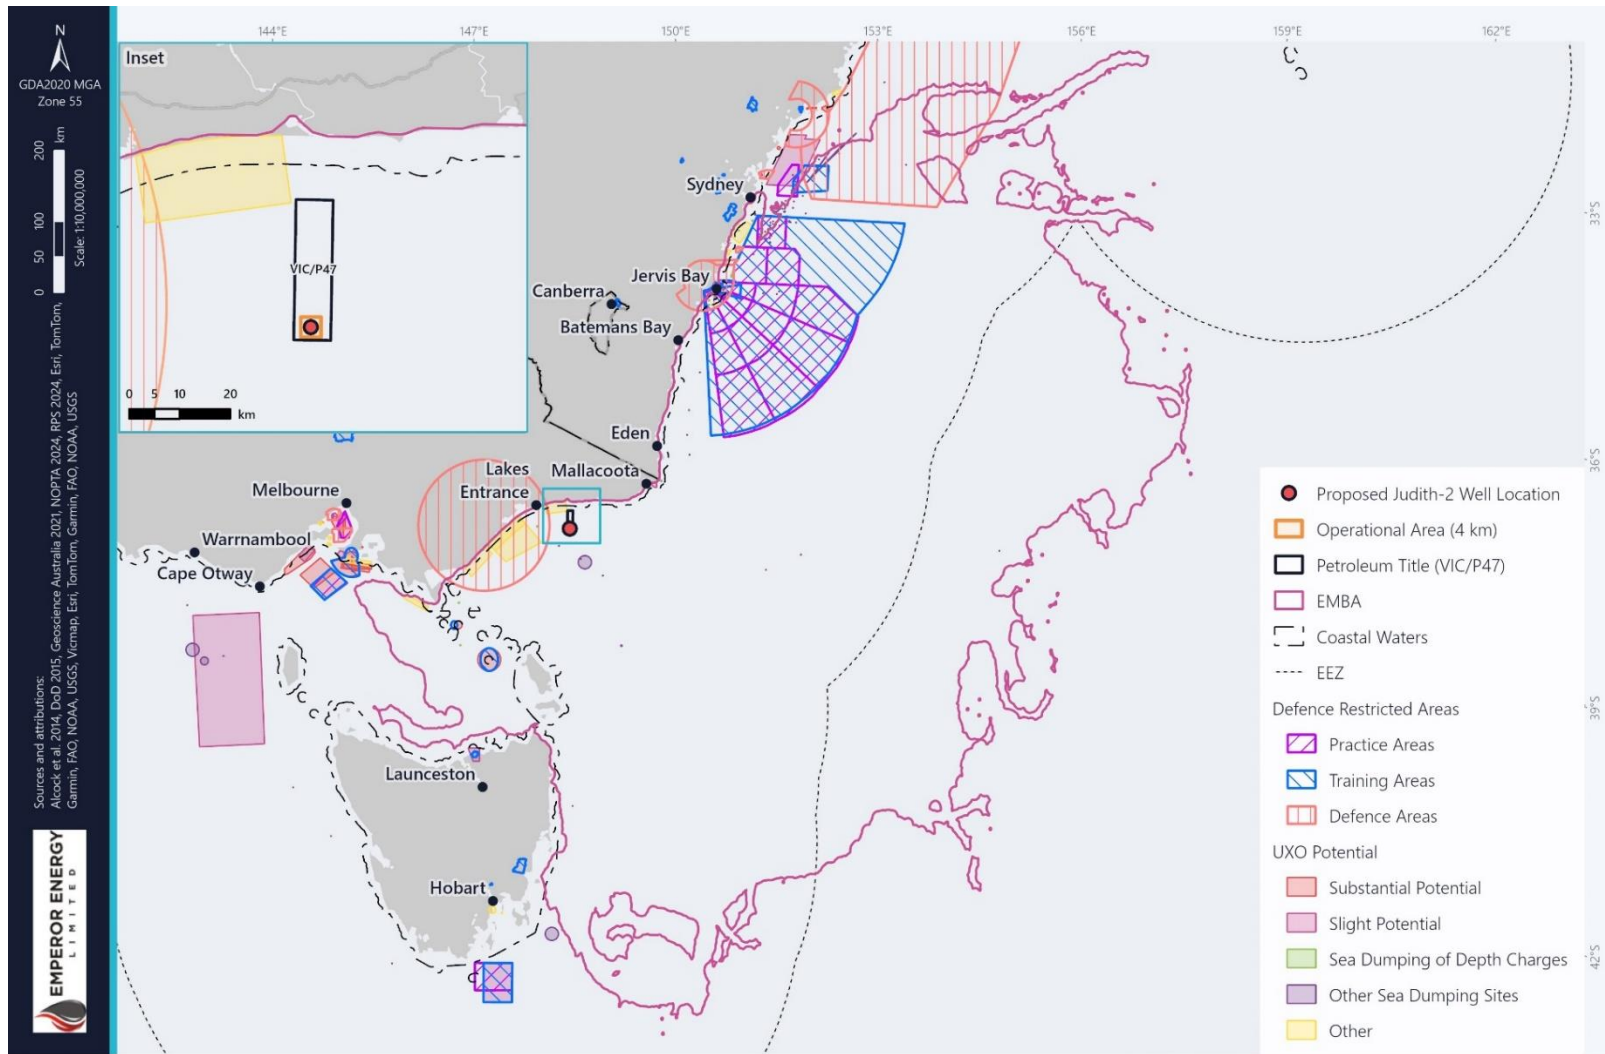 N
GDA2020 MGA
Zone 55
0 50 100 200
km
Scale: 1:10,000,000
Sources and attributions:
Alcock et al. 2014, DoD 2015, Geoscience Australia 2021, NOPTA 2024, RPS 2024, Esri, TomTom,
Garmin, FAO, NOAA, USGS, Vicmap, Esri, TomTom, Garmin, FAO, NOAA, USGS
EMPEROR ENERGY
LIMITED
144°E 147°E 150°E 153°E 156°E 159°E 162°E
Inset
VIC/P47
0 5 10 20
km
Sydney
33°S
Jervis Bay
Canberra
Batemans Bay
Eden
36°S
Lakes
Entrance
Mallacoota
Melbourne
Warrnambool
Cape Otway
39°S
Launceston
Hobart
42°S
Proposed Judith-2 Well Location
Operational Area (4 km)
Petroleum Title (VIC/P47)
EMBA
Coastal Waters
EEZ
Defence Restricted Areas
Practice Areas
Training Areas
Defence Areas
UXO Potential
Substantial Potential
Slight Potential
Sea Dumping of Depth Charges
Other Sea Dumping Sites
Other